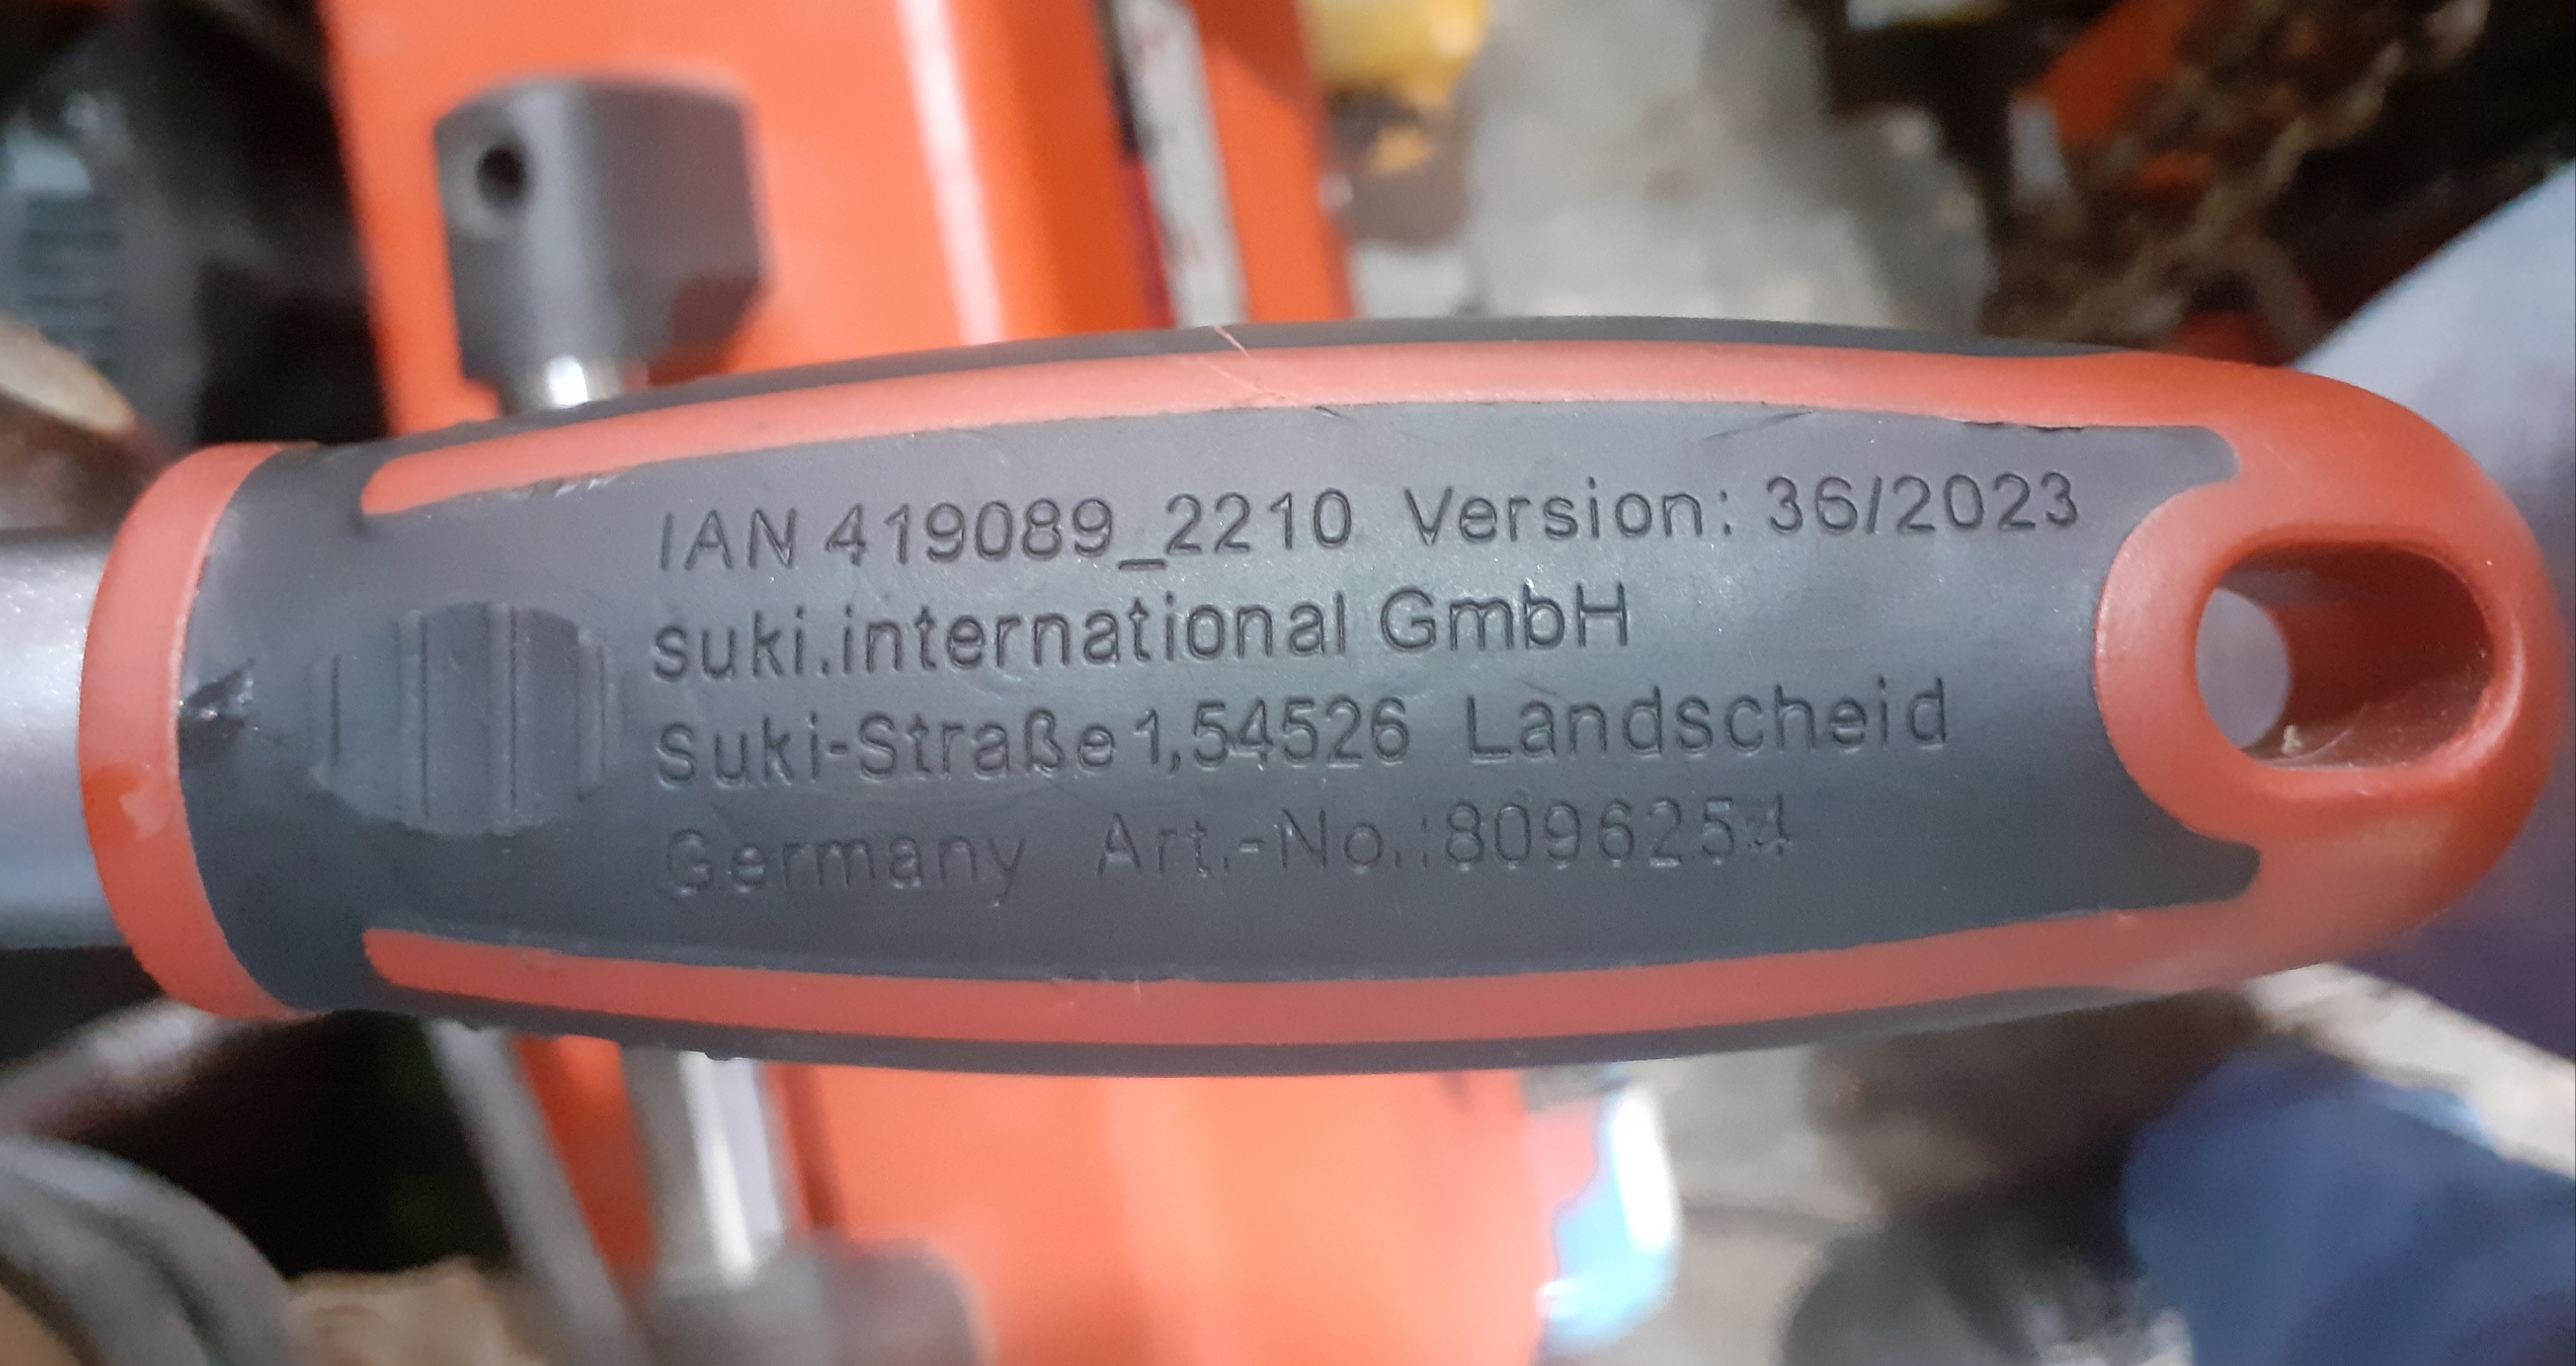 IAN 419089_2210 Version: 36/2023
suki.international GmbH
Suki-Straße 1,54526 Landscheid
Germany Art.-No.:8096254